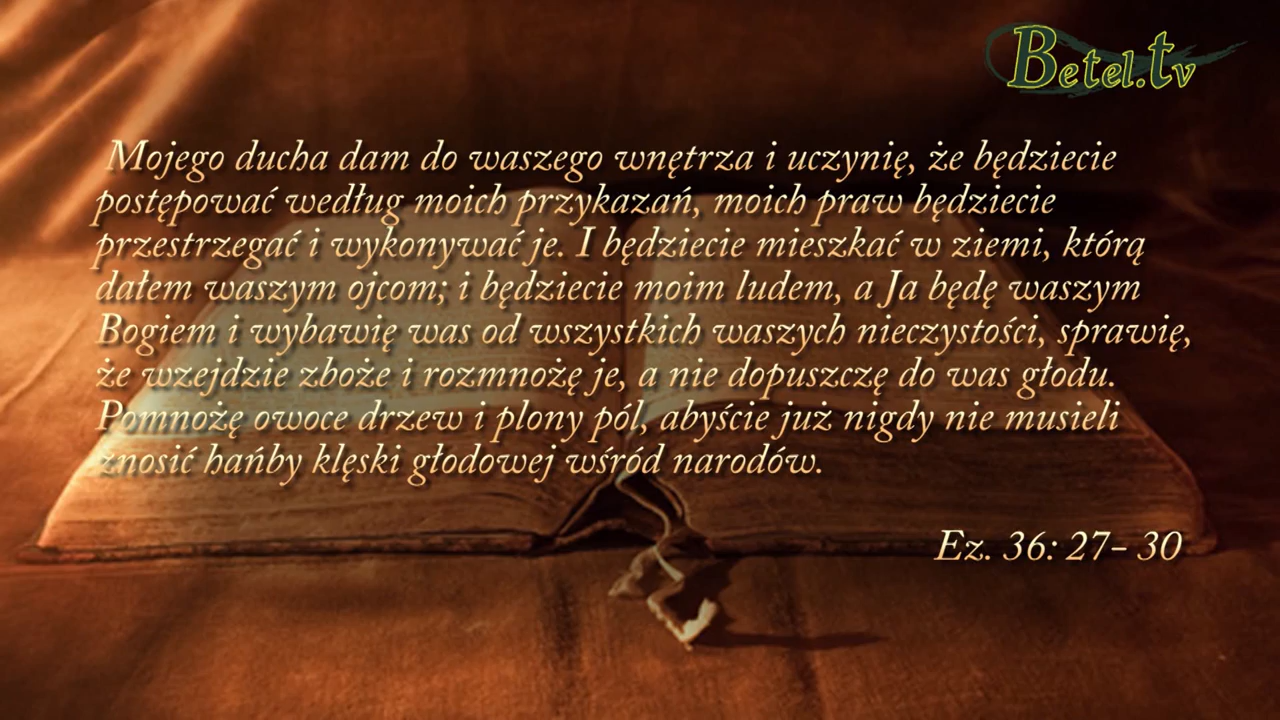 Betel.tv
Mojego ducha dam do waszego wnętrza i uczynię, że będziecie
postępować według moich przykazań, moich praw będziecie
przestrzegać i wykonywać je. I będziecie mieszkać w ziemi, którą
dałem waszym ojcom; i będziecie moim ludem, a Ja będę waszym
Bogiem i wybawię was od wszystkich waszych nieczystości, sprawię,
że wzejdzie zboże i rozmnożę je, a nie dopuszczę do was głodu.
Pomnożę owoce drzew i plony pól, abyście już nigdy nie musieli
znosić hańby klęski głodowej wśród narodów.
Ez. 36: 27– 30